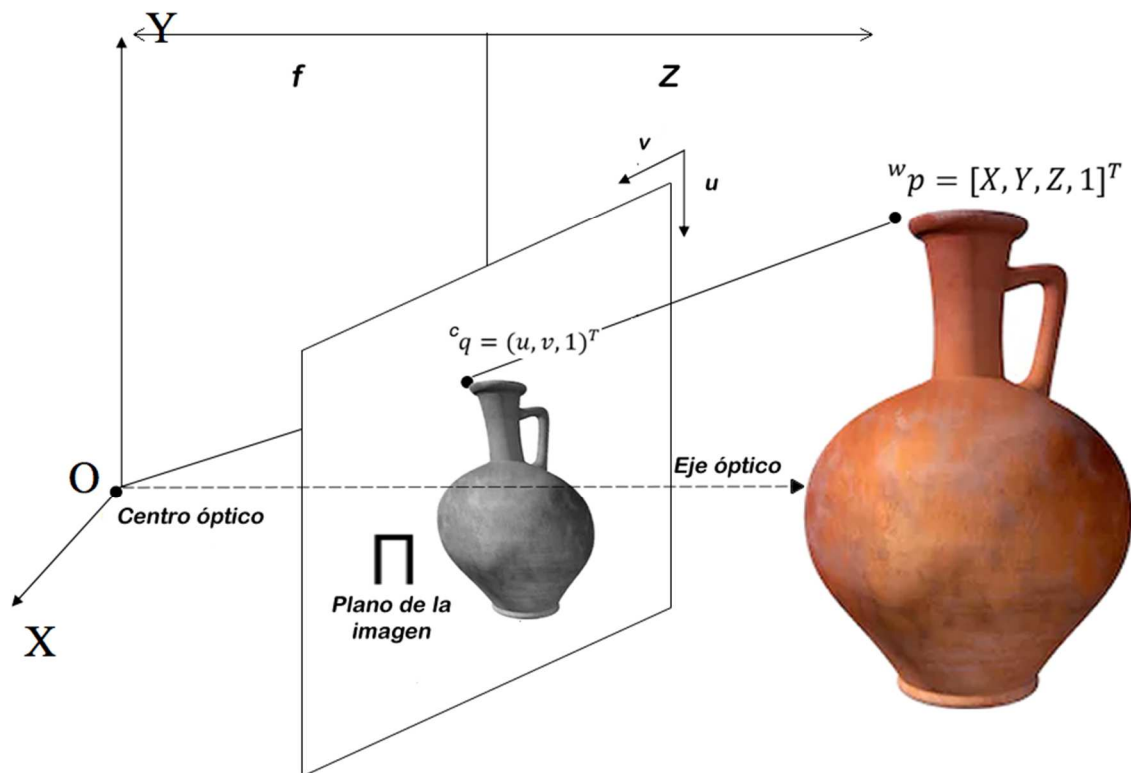 Y
f
Z
v
u
ʷp = [X, Y, Z, 1]ᵀ
ᶜq = (u, v, 1)ᵀ
Eje óptico
O
Centro óptico
∏
Plano de la
imagen
X